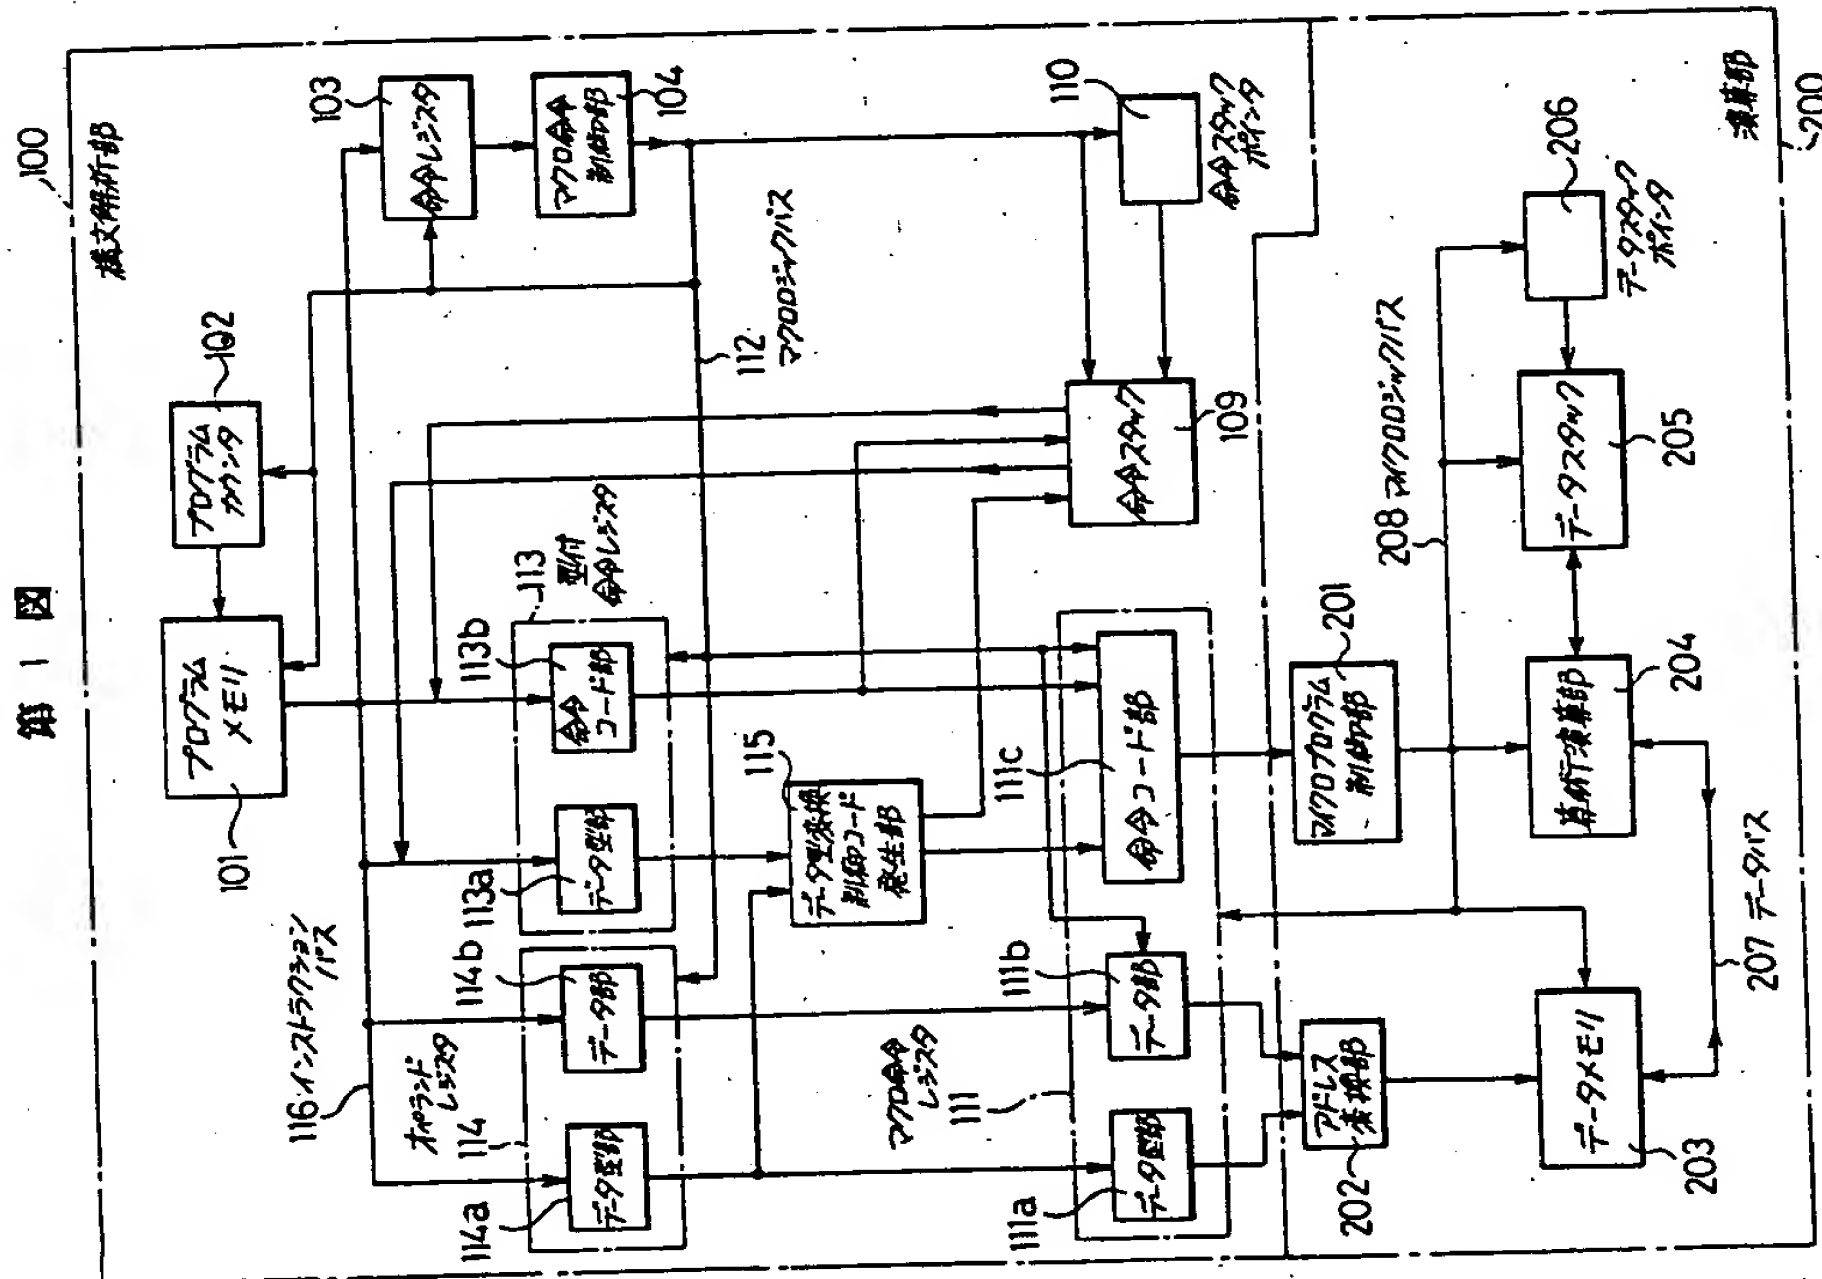 第 1 図
100
構文解析部
プログラム
メモリ
101
プログラム
カウンタ
102
命令レジスタ
103
マクロ命令
制御部
104
116 インストラクション
バス
オペランド
レジスタ
114
データ型部
114a
データ部
114b
113
型付
命令レジスタ
データ型部
113a
命令
コード部
113b
112
マクロロジックバス
データ型変換
制御コード
発生部
115
命令スタック
109
110
命令スタック
ポインタ
マクロ命令
レジスタ
111
データ型部
111a
データ部
111b
命令コード部
111c
アドレス
変換部
202
マイクロプログラム
制御部
201
208 マイクロロジックバス
データメモリ
203
算術演算部
204
データスタック
205
206
データスタック
ポインタ
207 データバス
演算部
200